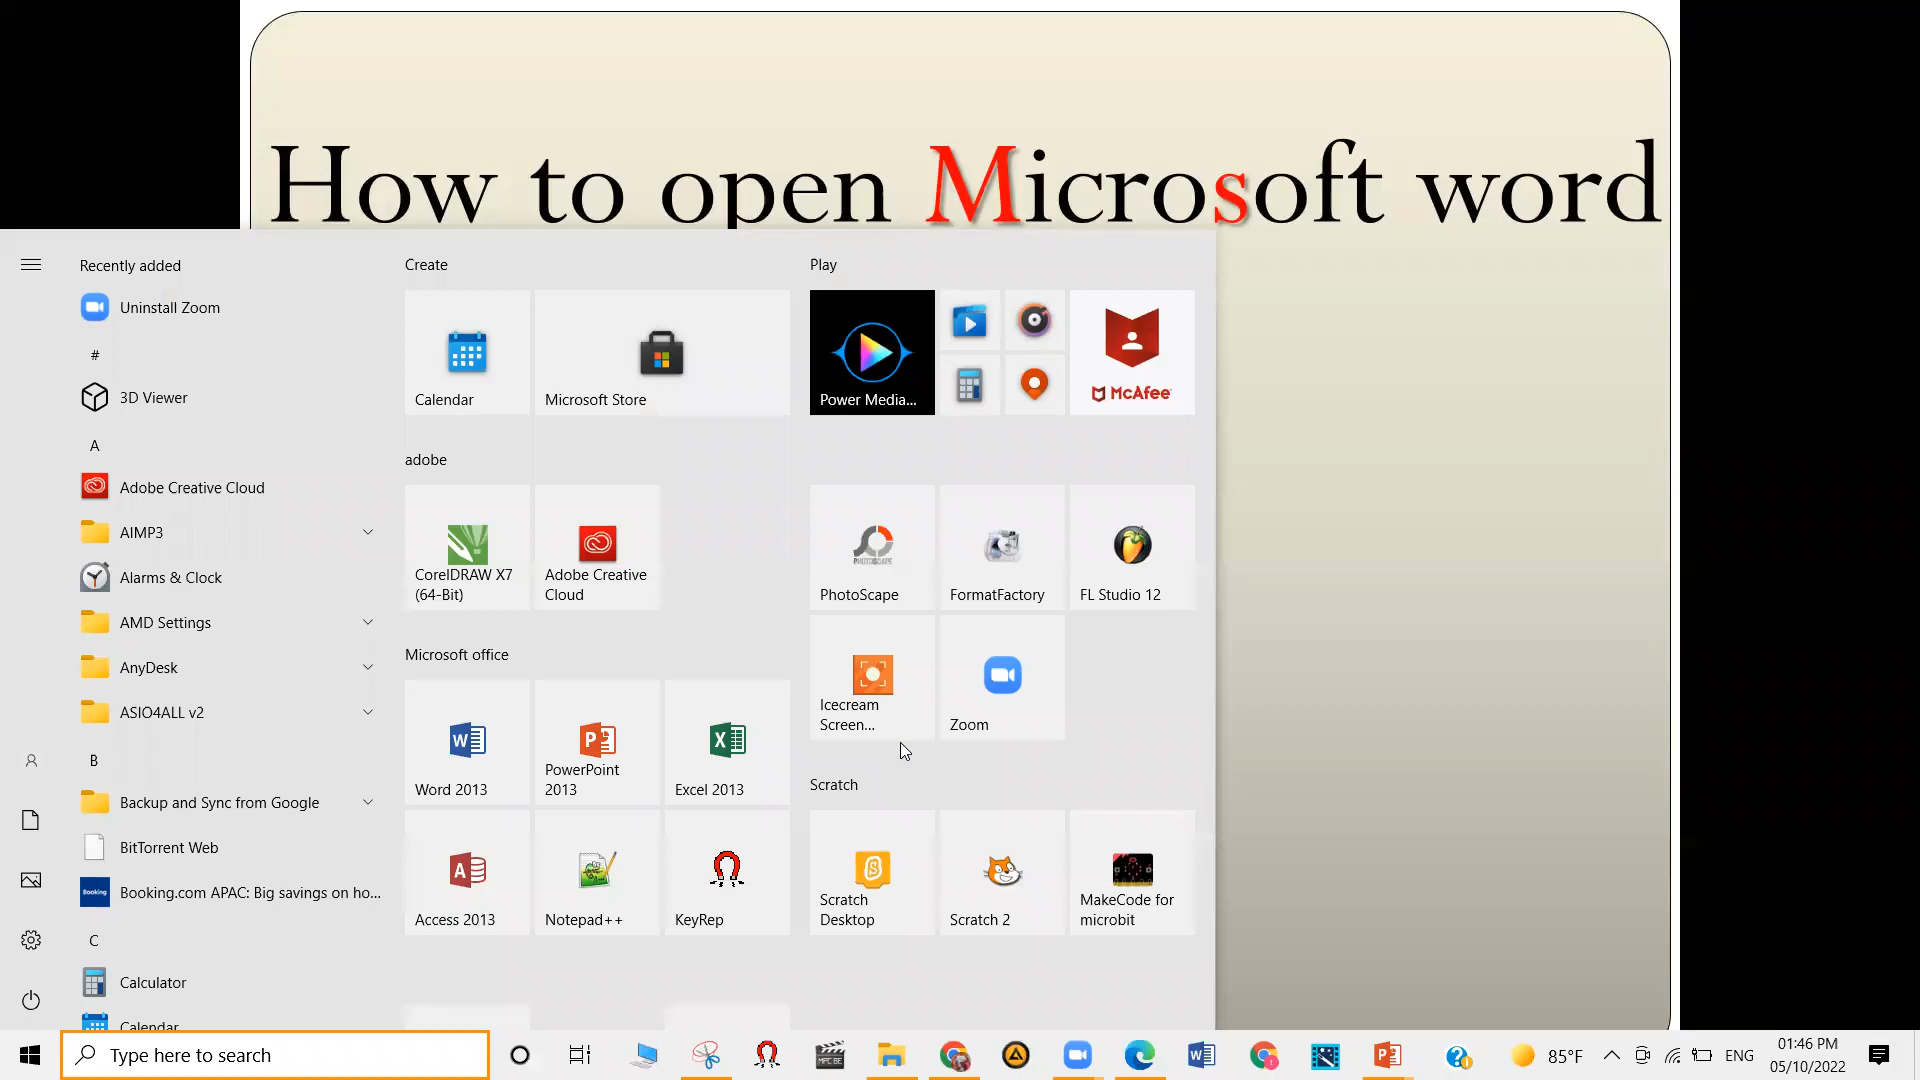 How to open Microsoft word
Recently added
Uninstall Zoom
#
3D Viewer
A
Adobe Creative Cloud
AIMP3
Alarms & Clock
AMD Settings
AnyDesk
ASIO4ALL v2
B
Backup and Sync from Google
BitTorrent Web
Booking
Booking.com APAC: Big savings on ho...
C
Calculator
Calendar
Create
Calendar
Microsoft Store
adobe
CorelDRAW X7
(64-Bit)
Adobe Creative
Cloud
Microsoft office
Word 2013
PowerPoint
2013
Excel 2013
Access 2013
Notepad++
KeyRep
Play
Power Media...
McAfee
PHOTOSCAPE
PhotoScape
FormatFactory
FL Studio 12
Icecream
Screen...
Zoom
Scratch
Scratch
Desktop
Scratch 2
MakeCode for
microbit
Type here to search
MPC BE
85°F
ENG
01:46 PM
05/10/2022